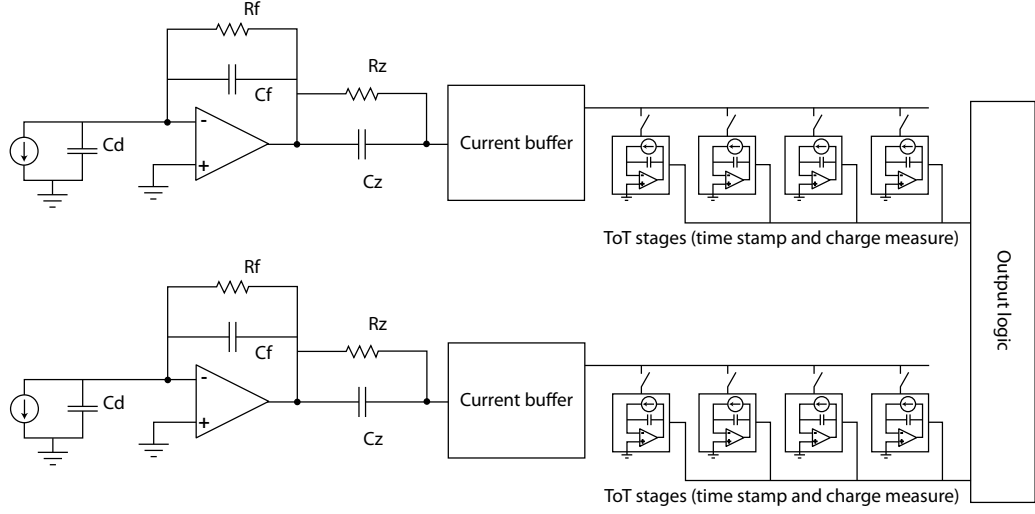 Rf
Cf
Rz
Cd
-
+
Cz
Current buffer
ToT stages (time stamp and charge measure)
Output logic
Rf
Cf
Rz
Cd
-
+
Cz
Current buffer
ToT stages (time stamp and charge measure)